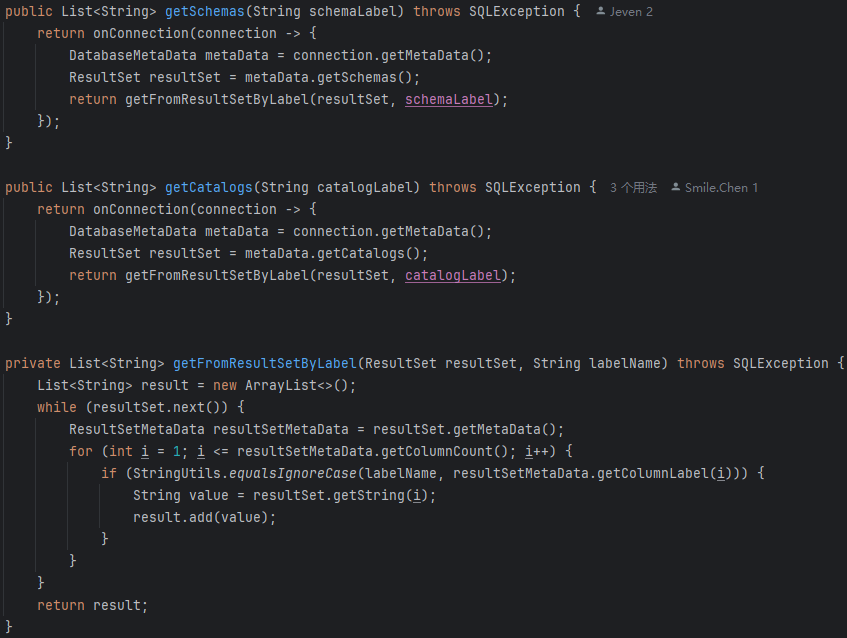 public List<String> getSchemas(String schemaLabel) throws SQLException { Jeven 2
    return onConnection(connection -> {
        DatabaseMetaData metaData = connection.getMetaData();
        ResultSet resultSet = metaData.getSchemas();
        return getFromResultSetByLabel(resultSet, schemaLabel);
    });
}

public List<String> getCatalogs(String catalogLabel) throws SQLException { 3 个用法 Smile.Chen 1
    return onConnection(connection -> {
        DatabaseMetaData metaData = connection.getMetaData();
        ResultSet resultSet = metaData.getCatalogs();
        return getFromResultSetByLabel(resultSet, catalogLabel);
    });
}

private List<String> getFromResultSetByLabel(ResultSet resultSet, String labelName) throws SQLException {
    List<String> result = new ArrayList<>();
    while (resultSet.next()) {
        ResultSetMetaData resultSetMetaData = resultSet.getMetaData();
        for (int i = 1; i <= resultSetMetaData.getColumnCount(); i++) {
            if (StringUtils.equalsIgnoreCase(labelName, resultSetMetaData.getColumnLabel(i))) {
                String value = resultSet.getString(i);
                result.add(value);
            }
        }
    }
    return result;
}